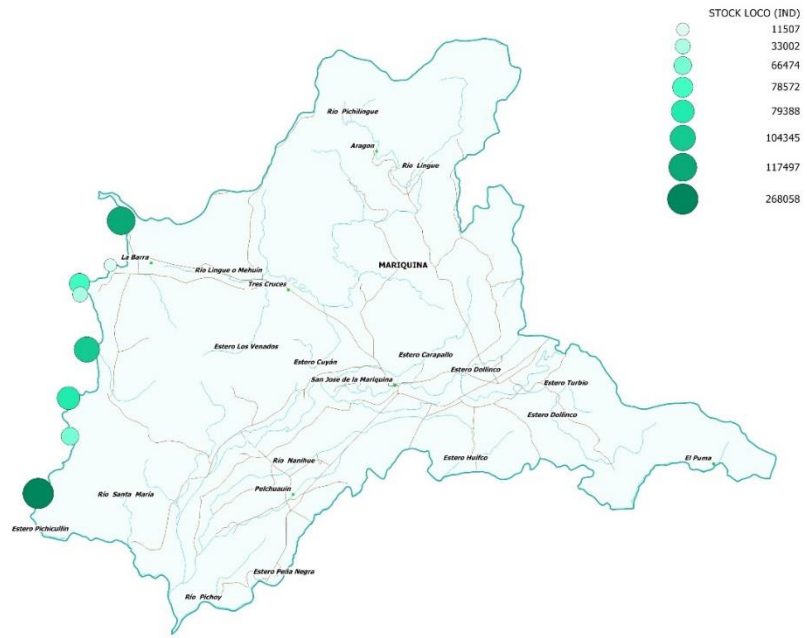 STOCK LOCO (IND)
11507
33002
66474
78572
79388
104345
117497
268058
Río Pichilingue
Aragon
Río Lingue
La Barra
MARIQUINA
Río Lingue o Mehuín
Tres Cruces
Estero Los Venados
Estero Carapallo
Estero Cuyán
Estero Dollinco
San Jose de la Mariquina
Estero Turbio
Estero Dollinco
Río Nanihue
Estero Huifco
El Puma
Pelchuauin
Río Santa María
Estero Pichicullín
Estero Peña Negra
Río Pichoy